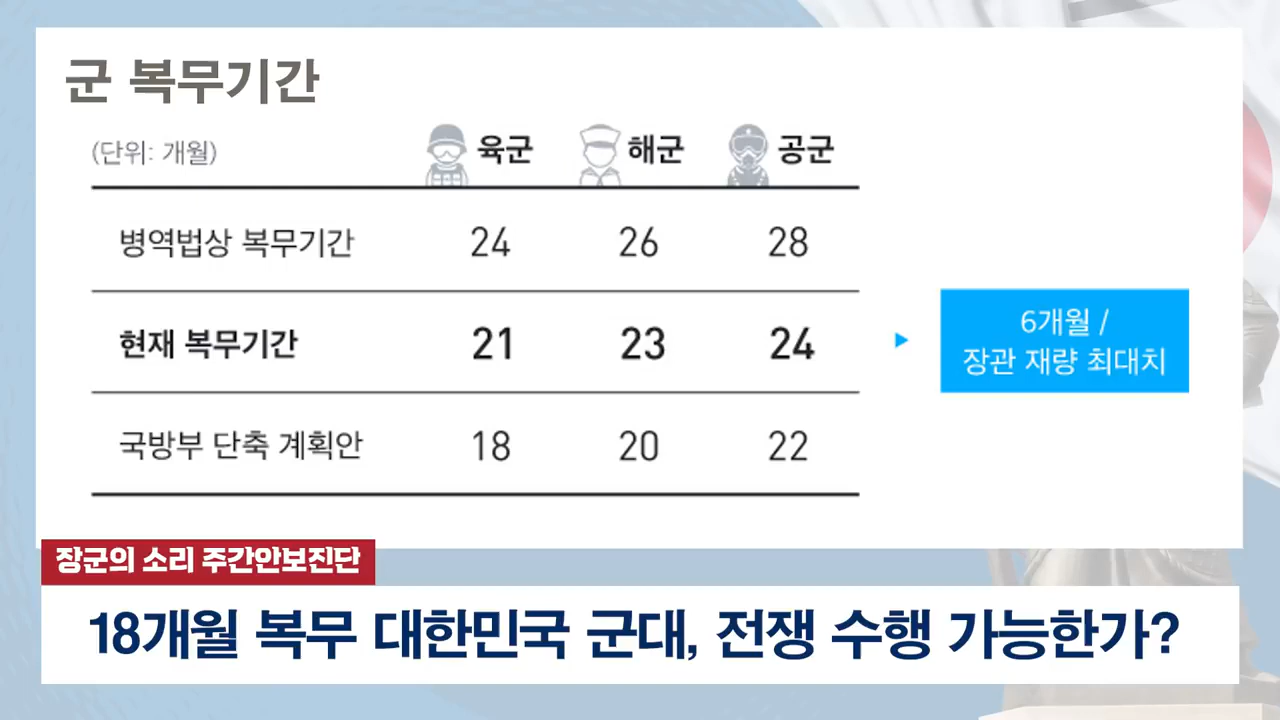 군 복무기간
(단위: 개월) 육군 해군 공군
병역법상 복무기간 24 26 28
현재 복무기간 21 23 24
6개월 /
장관 재량 최대치
국방부 단축 계획안 18 20 22
장군의 소리 주간안보진단
18개월 복무 대한민국 군대, 전쟁 수행 가능한가?